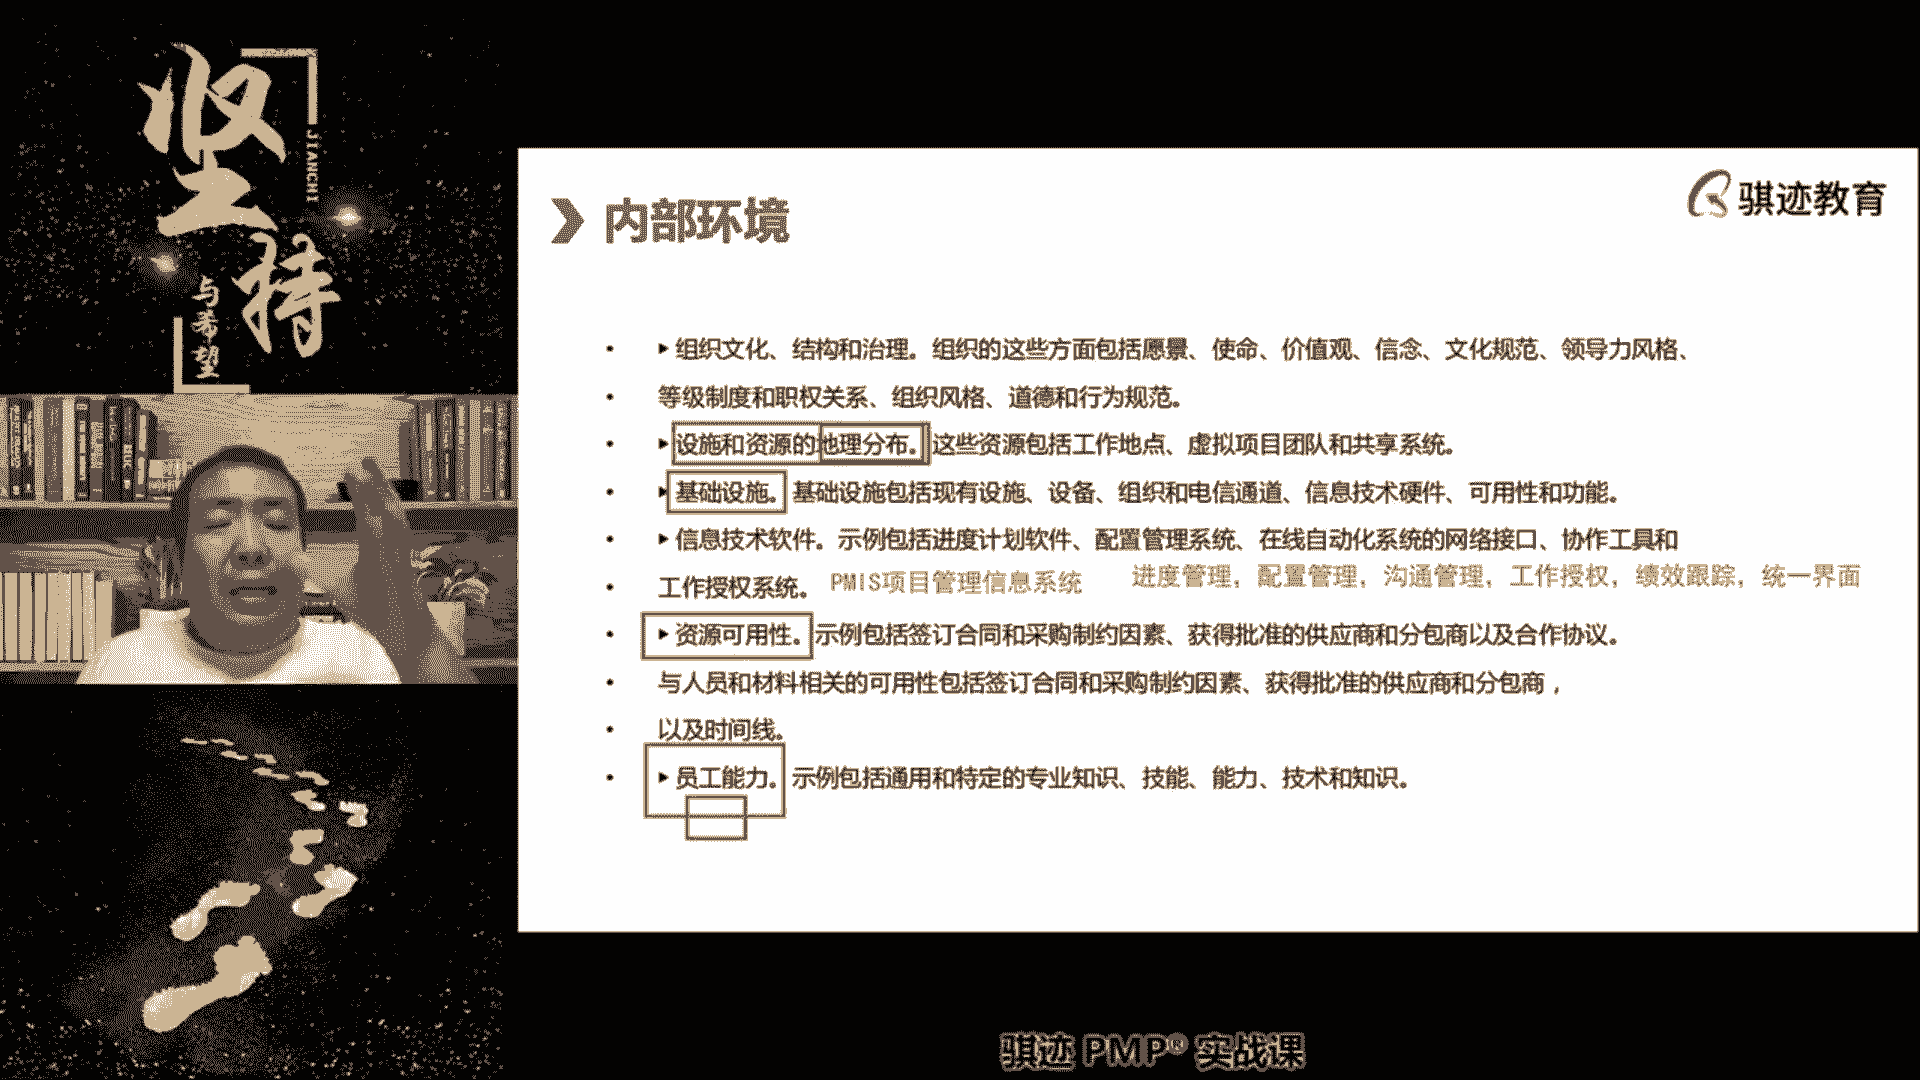 坚持
JIANCHI
与希望
内部环境
骐迹教育
• ▸组织文化、结构和治理。组织的这些方面包括愿景、使命、价值观、信念、文化规范、领导力风格、
• 等级制度和职权关系、组织风格、道德和行为规范。
• ▸设施和资源的地理分布。这些资源包括工作地点、虚拟项目团队和共享系统。
• ▸基础设施。基础设施包括现有设施、设备、组织和电信通道、信息技术硬件、可用性和功能。
• ▸信息技术软件。示例包括进度计划软件、配置管理系统、在线自动化系统的网络接口、协作工具和
• 工作授权系统。 PMIS项目管理信息系统 进度管理，配置管理，沟通管理，工作授权，绩效跟踪，统一界面
• ▸资源可用性。示例包括签订合同和采购制约因素、获得批准的供应商和分包商以及合作协议。
• 与人员和材料相关的可用性包括签订合同和采购制约因素、获得批准的供应商和分包商，
• 以及时间线。
• ▸员工能力。示例包括通用和特定的专业知识、技能、能力、技术和知识。
骐迹 PMP® 实战课